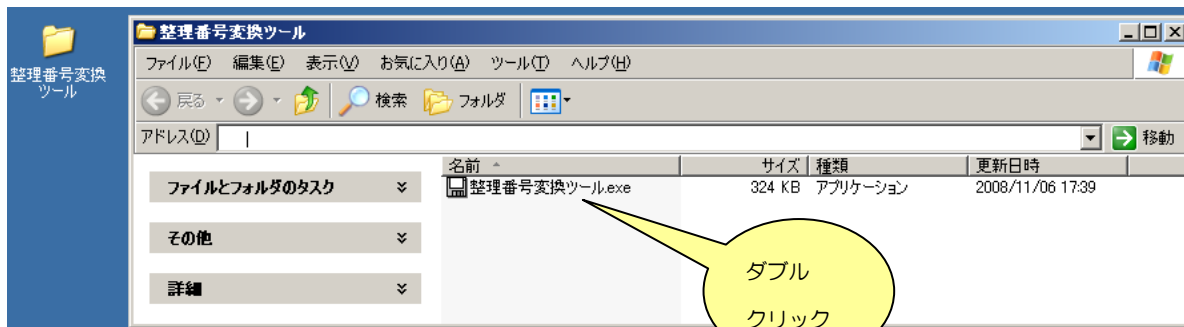 整理番号変換
ツール
整理番号変換ツール
ファイル(F) 編集(E) 表示(V) お気に入り(A) ツール(T) ヘルプ(H)
戻る 検索 フォルダ
アドレス(D) 移動
名前 サイズ 種類 更新日時
ファイルとフォルダのタスク
整理番号変換ツール.exe 324 KB アプリケーション 2008/11/06 17:39
その他
詳細
ダブル
クリック